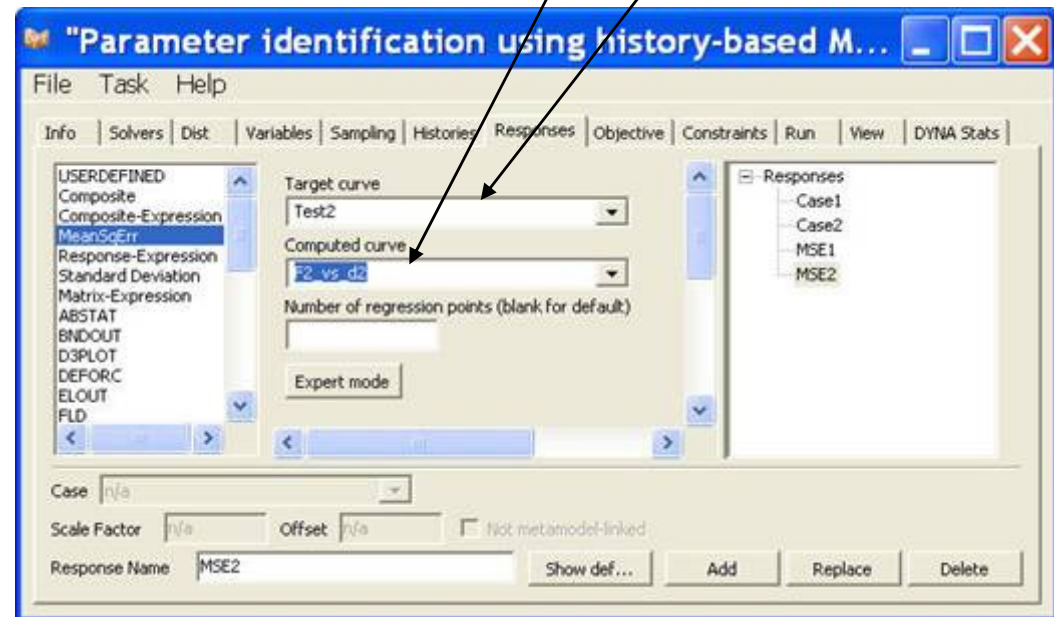 "Parameter identification using history-based M...
File Task Help
Info Solvers Dist Variables Sampling Histories Responses Objective Constraints Run View DYNA Stats
USERDEFINED
Composite
Composite-Expression
MeanSqErr
Response-Expression
Standard Deviation
Matrix-Expression
ABSTAT
BNDOUT
D3PLOT
DEFORC
ELOUT
FLD
Target curve
Test2
Computed curve
F2_vs_d2
Number of regression points (blank for default)
Expert mode
Responses
Case1
Case2
MSE1
MSE2
Case n/a
Scale Factor n/a Offset n/a Not metamodel-linked
Response Name MSE2 Show def... Add Replace Delete